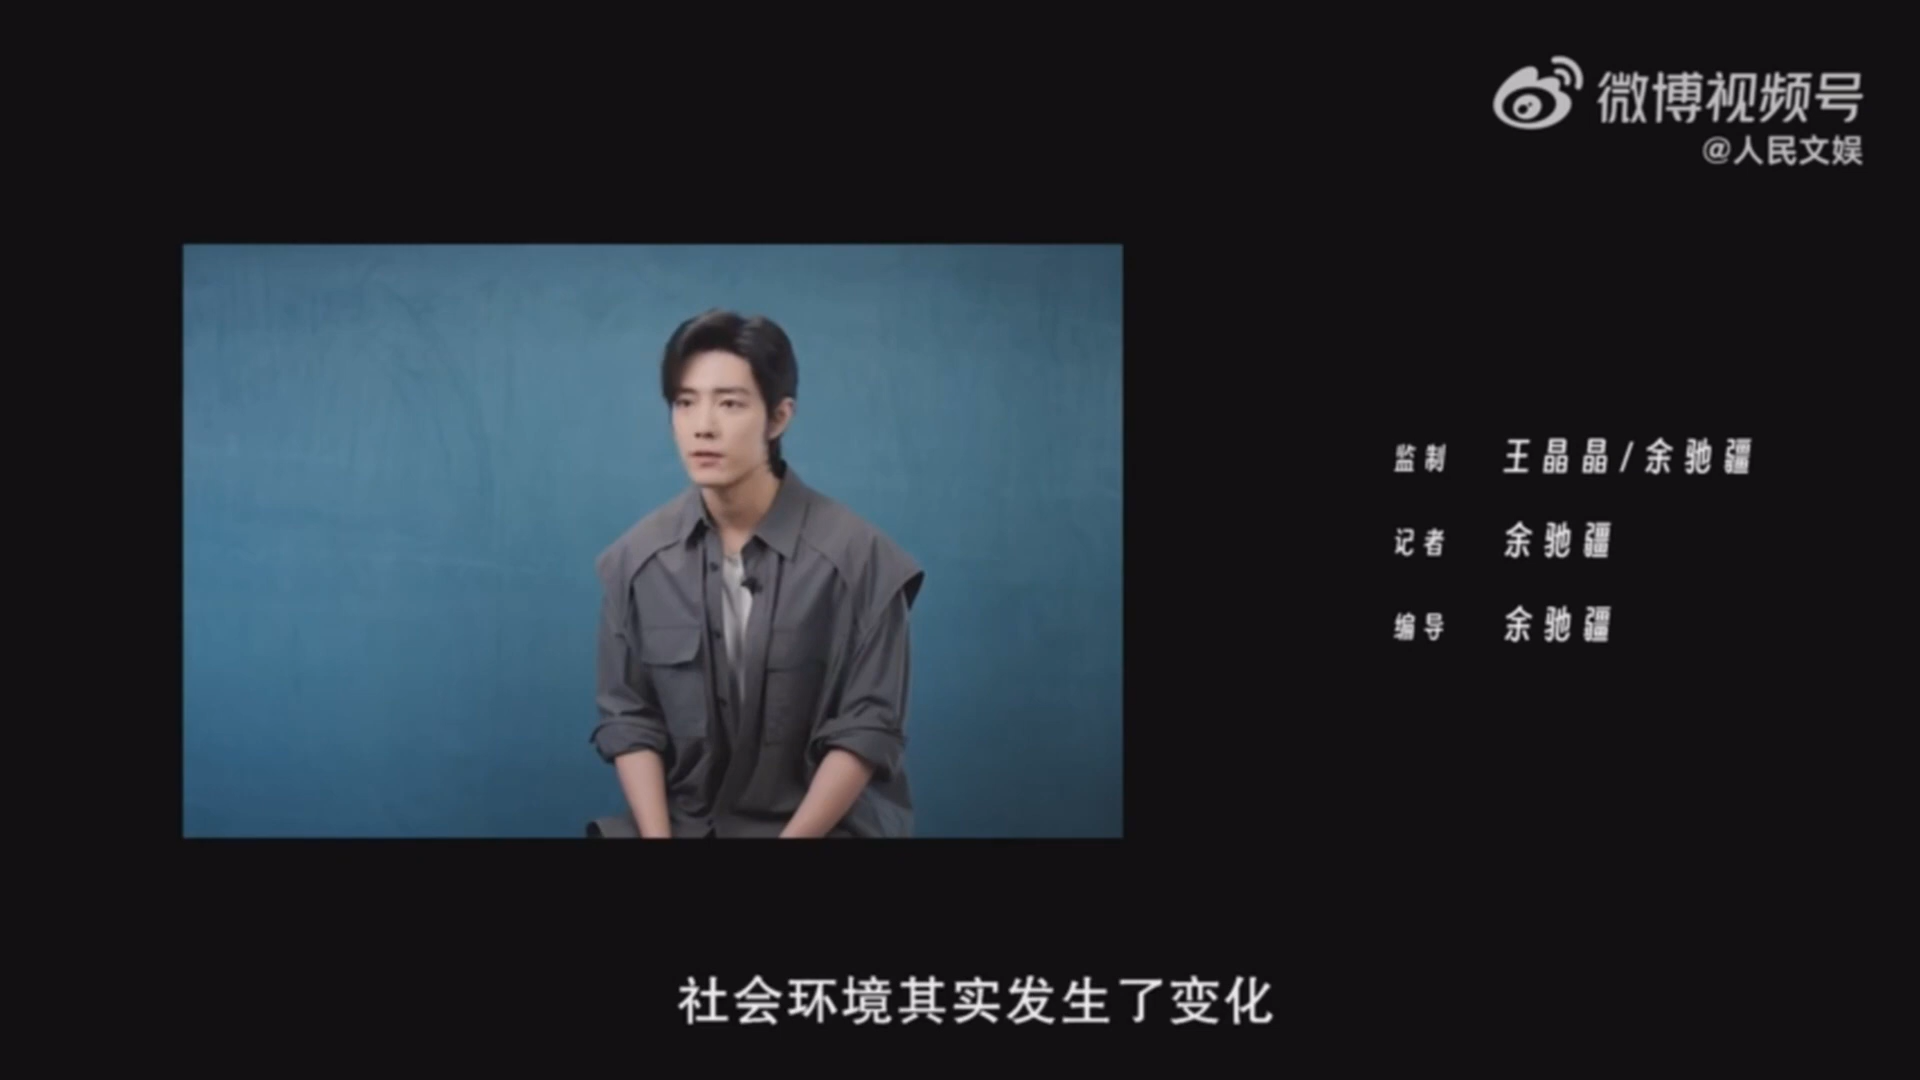 微博视频号
@人民文娱
监制 王晶晶/余驰疆
记者 余驰疆
编导 余驰疆
社会环境其实发生了变化